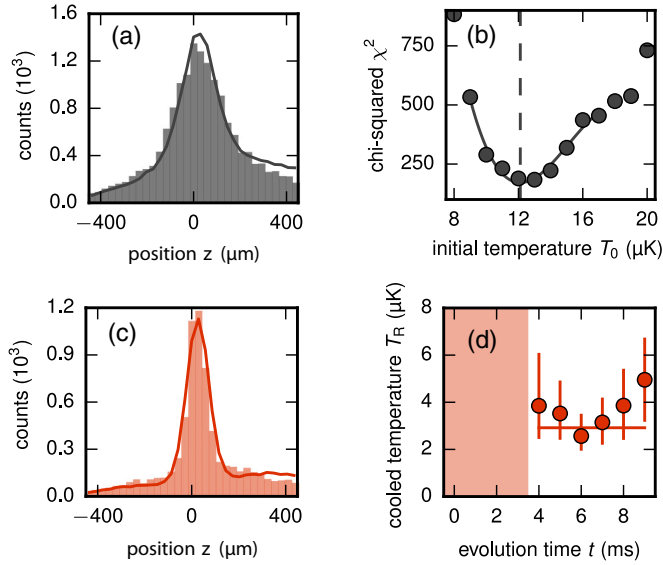 (a)
1.6
1.2
0.8
0.4
0.0
counts (10³)
−400
0
400
position z (µm)
(b)
750
500
250
chi-squared χ²
8
12
16
20
initial temperature T₀ (µK)
(c)
1.2
0.9
0.6
0.3
0.0
counts (10³)
−400
0
400
position z (µm)
(d)
8
6
4
2
0
cooled temperature T_R (µK)
0
2
4
6
8
evolution time t (ms)